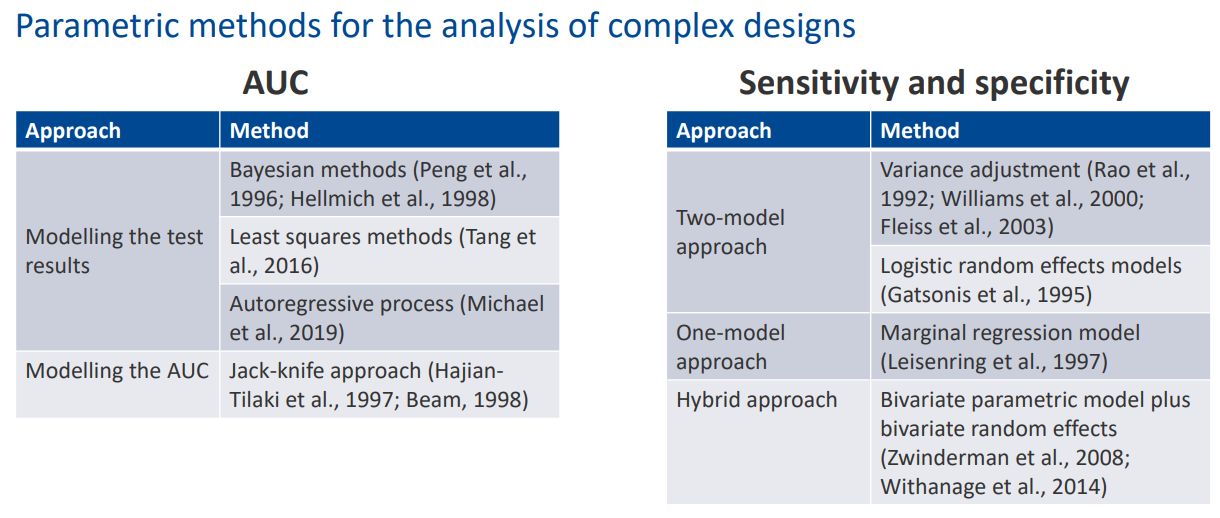 Parametric methods for the analysis of complex designs
AUC
Approach
Method
Modelling the test
results
Bayesian methods (Peng et al.,
1996; Hellmich et al., 1998)
Least squares methods (Tang et
al., 2016)
Autoregressive process (Michael
et al., 2019)
Modelling the AUC
Jack-knife approach (Hajian-
Tilaki et al., 1997; Beam, 1998)
Sensitivity and specificity
Approach
Method
Two-model
approach
Variance adjustment (Rao et al.,
1992; Williams et al., 2000;
Fleiss et al., 2003)
Logistic random effects models
(Gatsonis et al., 1995)
One-model
approach
Marginal regression model
(Leisenring et al., 1997)
Hybrid approach
Bivariate parametric model plus
bivariate random effects
(Zwinderman et al., 2008;
Withanage et al., 2014)